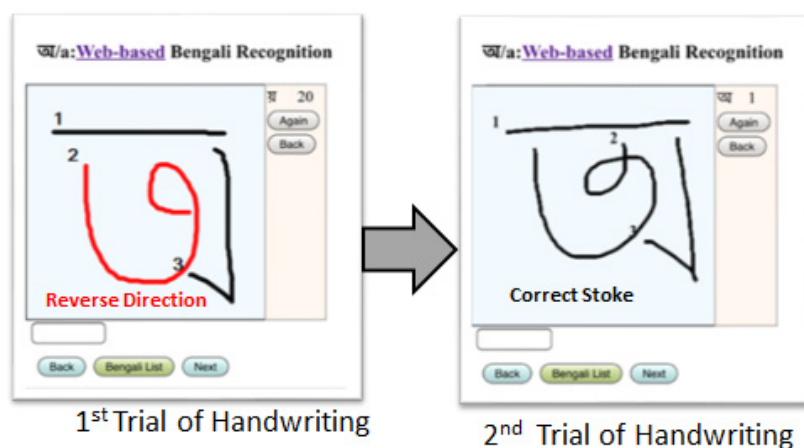 অ/a:Web-based Bengali Recognition
য় 20
Again
Back
1
2
3
Reverse Direction
Back Bengali List Next
1st Trial of Handwriting
অ/a:Web-based Bengali Recognition
অ 1
Again
Back
1
2
3
Correct Stoke
Back Bengali List Next
2nd Trial of Handwriting